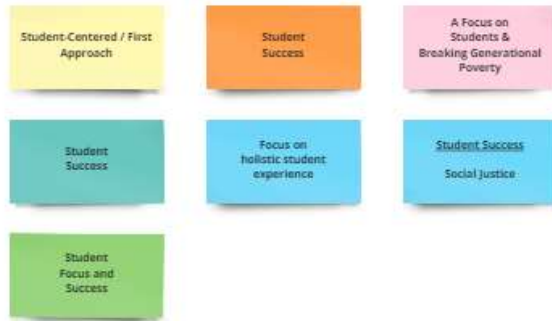 Student-Centered / First
Approach
Student
Success
A Focus on
Students &
Breaking Generational
Poverty
Student
Success
Focus on
holistic student
experience
Student Success
Social Justice
Student
Focus and
Success